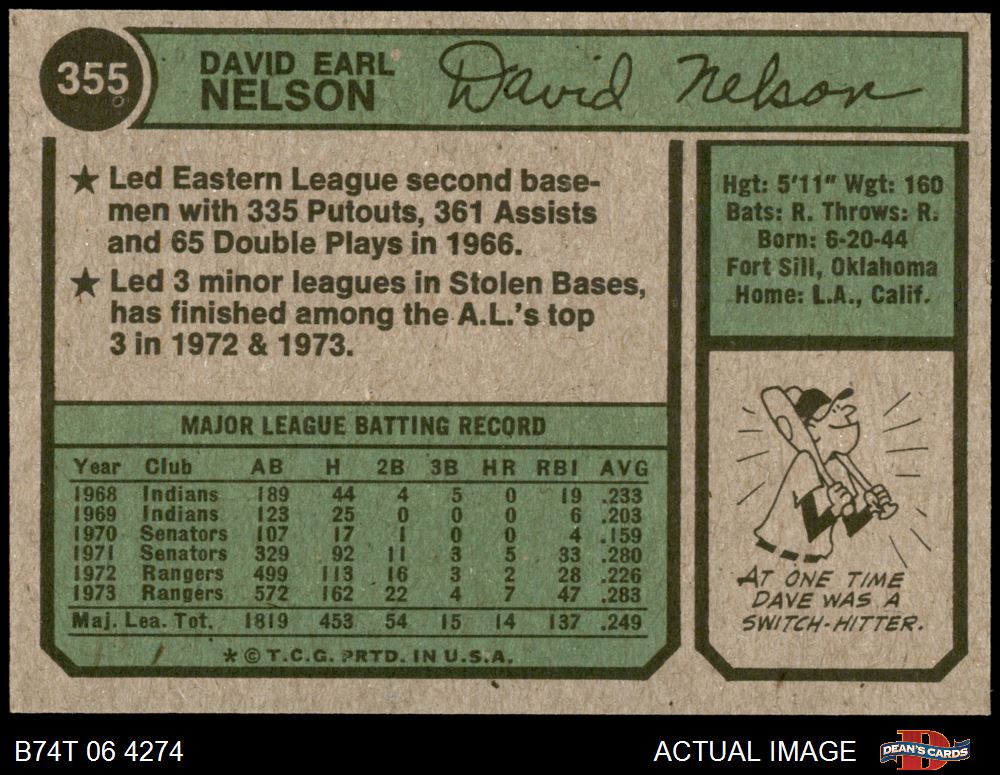 355
DAVID EARL
NELSON
David Nelson
★ Led Eastern League second base-
men with 335 Putouts, 361 Assists
and 65 Double Plays in 1966.
★ Led 3 minor leagues in Stolen Bases,
has finished among the A.L.'s top
3 in 1972 & 1973.
Hgt: 5'11" Wgt: 160
Bats: R. Throws: R.
Born: 6-20-44
Fort Sill, Oklahoma
Home: L.A., Calif.
MAJOR LEAGUE BATTING RECORD
Year Club AB H 2B 3B HR RBI AVG
1968 Indians 189 44 4 5 0 19 .233
1969 Indians 123 25 0 0 0 6 .203
1970 Senators 107 17 1 0 0 4 .159
1971 Senators 329 92 11 3 5 33 .280
1972 Rangers 499 113 16 3 2 28 .226
1973 Rangers 572 162 22 4 7 47 .283
Maj. Lea. Tot. 1819 453 54 15 14 137 .249
* © T.C.G. PRTD. IN U.S.A.
AT ONE TIME
DAVE WAS A
SWITCH-HITTER.
B74T 06 4274
ACTUAL IMAGE
D
DEAN'S CARDS